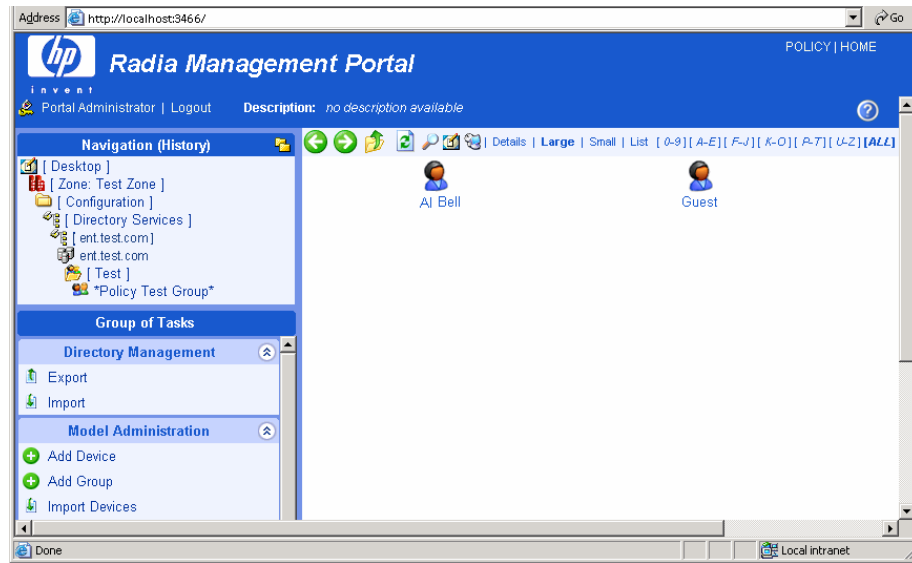 Address http://localhost:3466/ Go
hp
invent
Radia Management Portal
POLICY | HOME
Portal Administrator | Logout Description: no description available
Navigation (History)
| Details | Large | Small | List [ 0-9 ] [ A-E ] [ F-J ] [ K-O ] [ P-T ] [ U-Z ] [ALL]
[ Desktop ]
[ Zone: Test Zone ]
[ Configuration ]
[ Directory Services ]
[ ent.test.com ]
ent.test.com
[ Test ]
*Policy Test Group*
Al Bell
Guest
Group of Tasks
Directory Management
Export
Import
Model Administration
Add Device
Add Group
Import Devices
Done
Local intranet